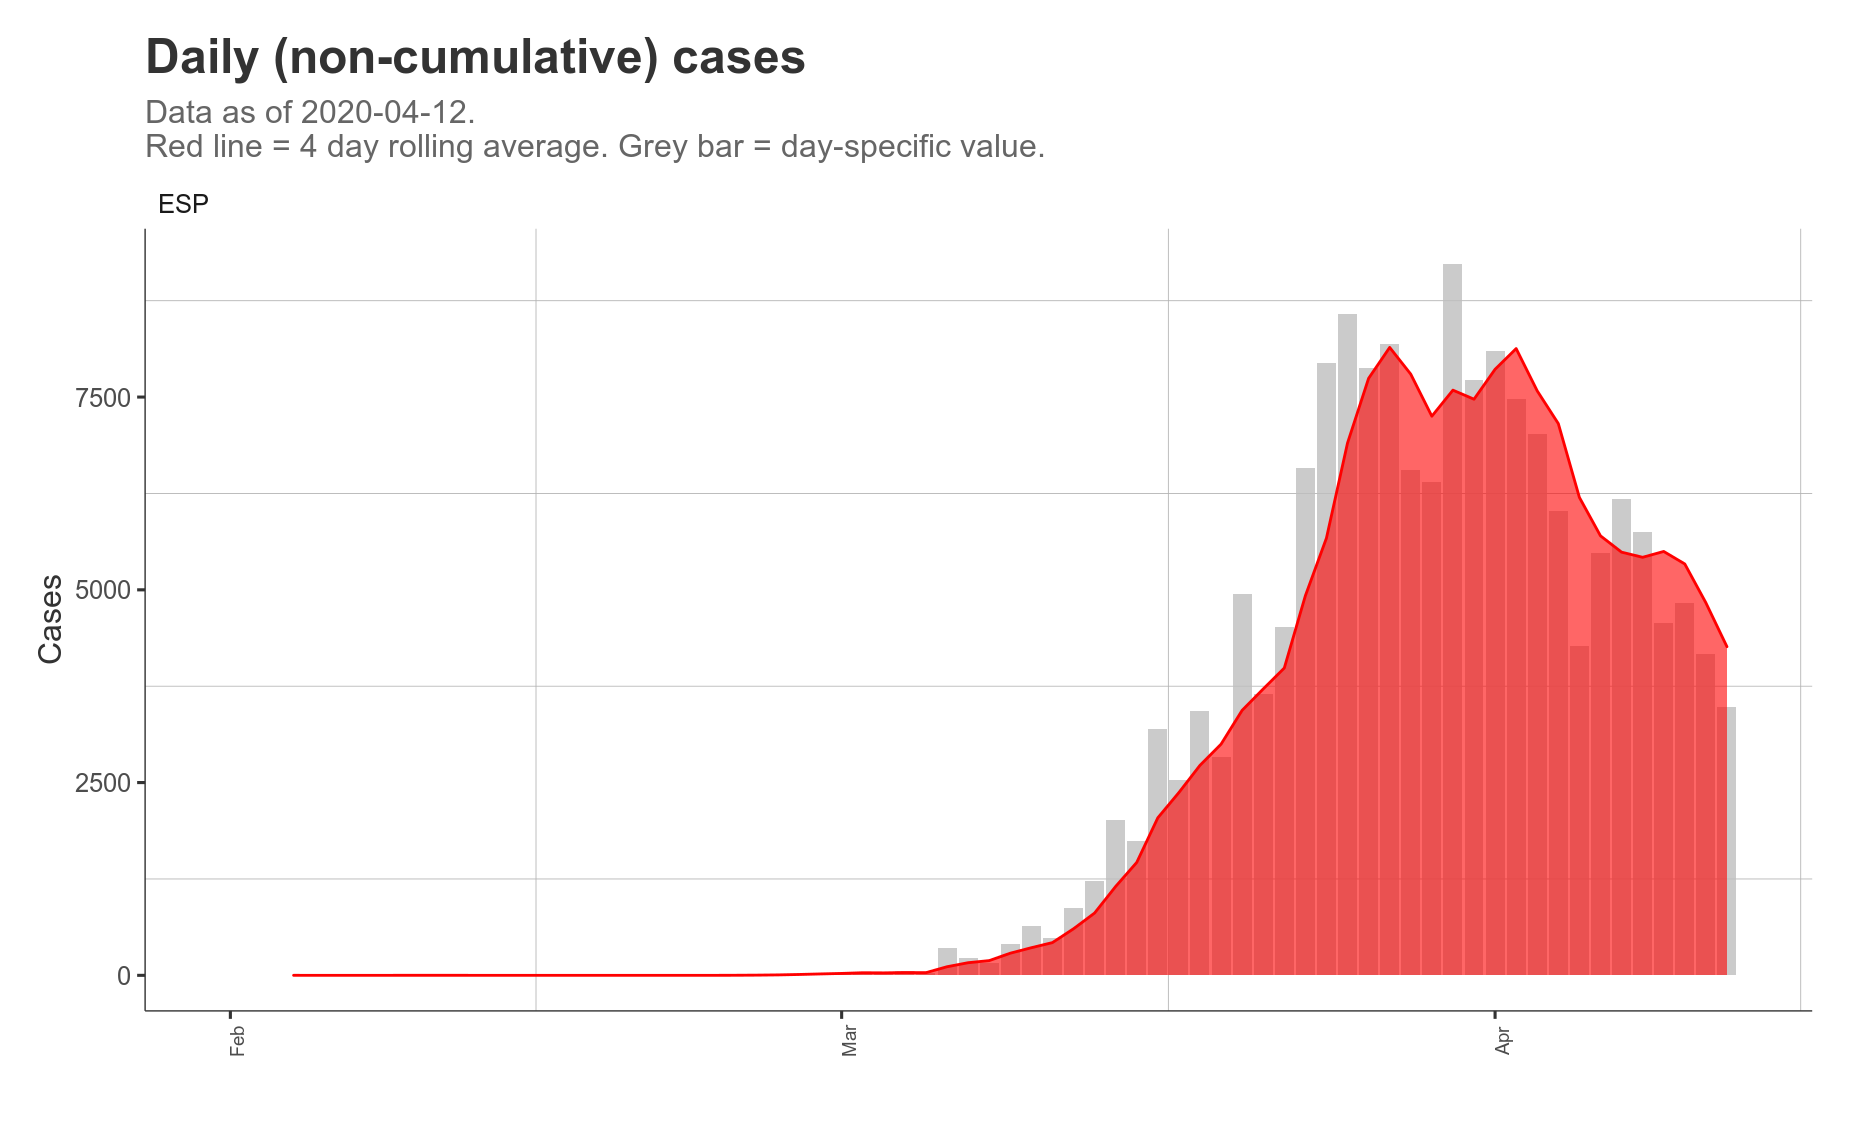 Daily (non-cumulative) cases
Data as of 2020-04-12.
Red line = 4 day rolling average. Grey bar = day-specific value.
ESP
7500
5000
2500
0
Cases
Feb
Mar
Apr